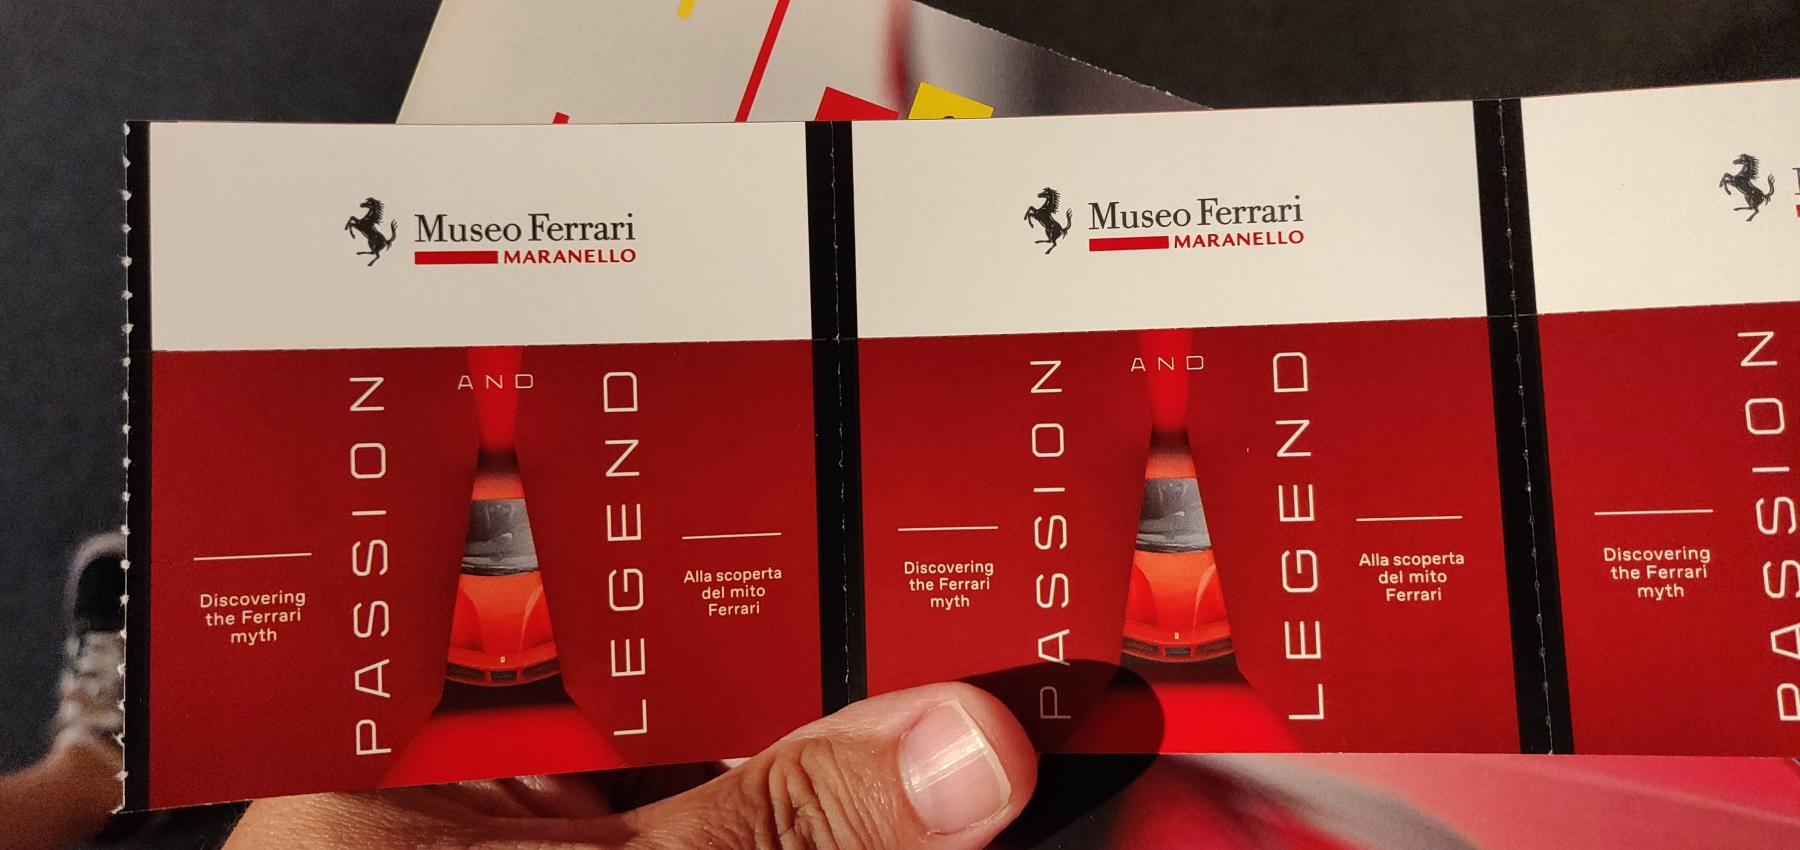 Museo Ferrari
MARANELLO
PASSION
AND
LEGEND
Discovering
the Ferrari
myth
Alla scoperta
del mito
Ferrari
Museo Ferrari
MARANELLO
PASSION
AND
LEGEND
Discovering
the Ferrari
myth
Alla scoperta
del mito
Ferrari
PASSION
Discovering
the Ferrari
myth